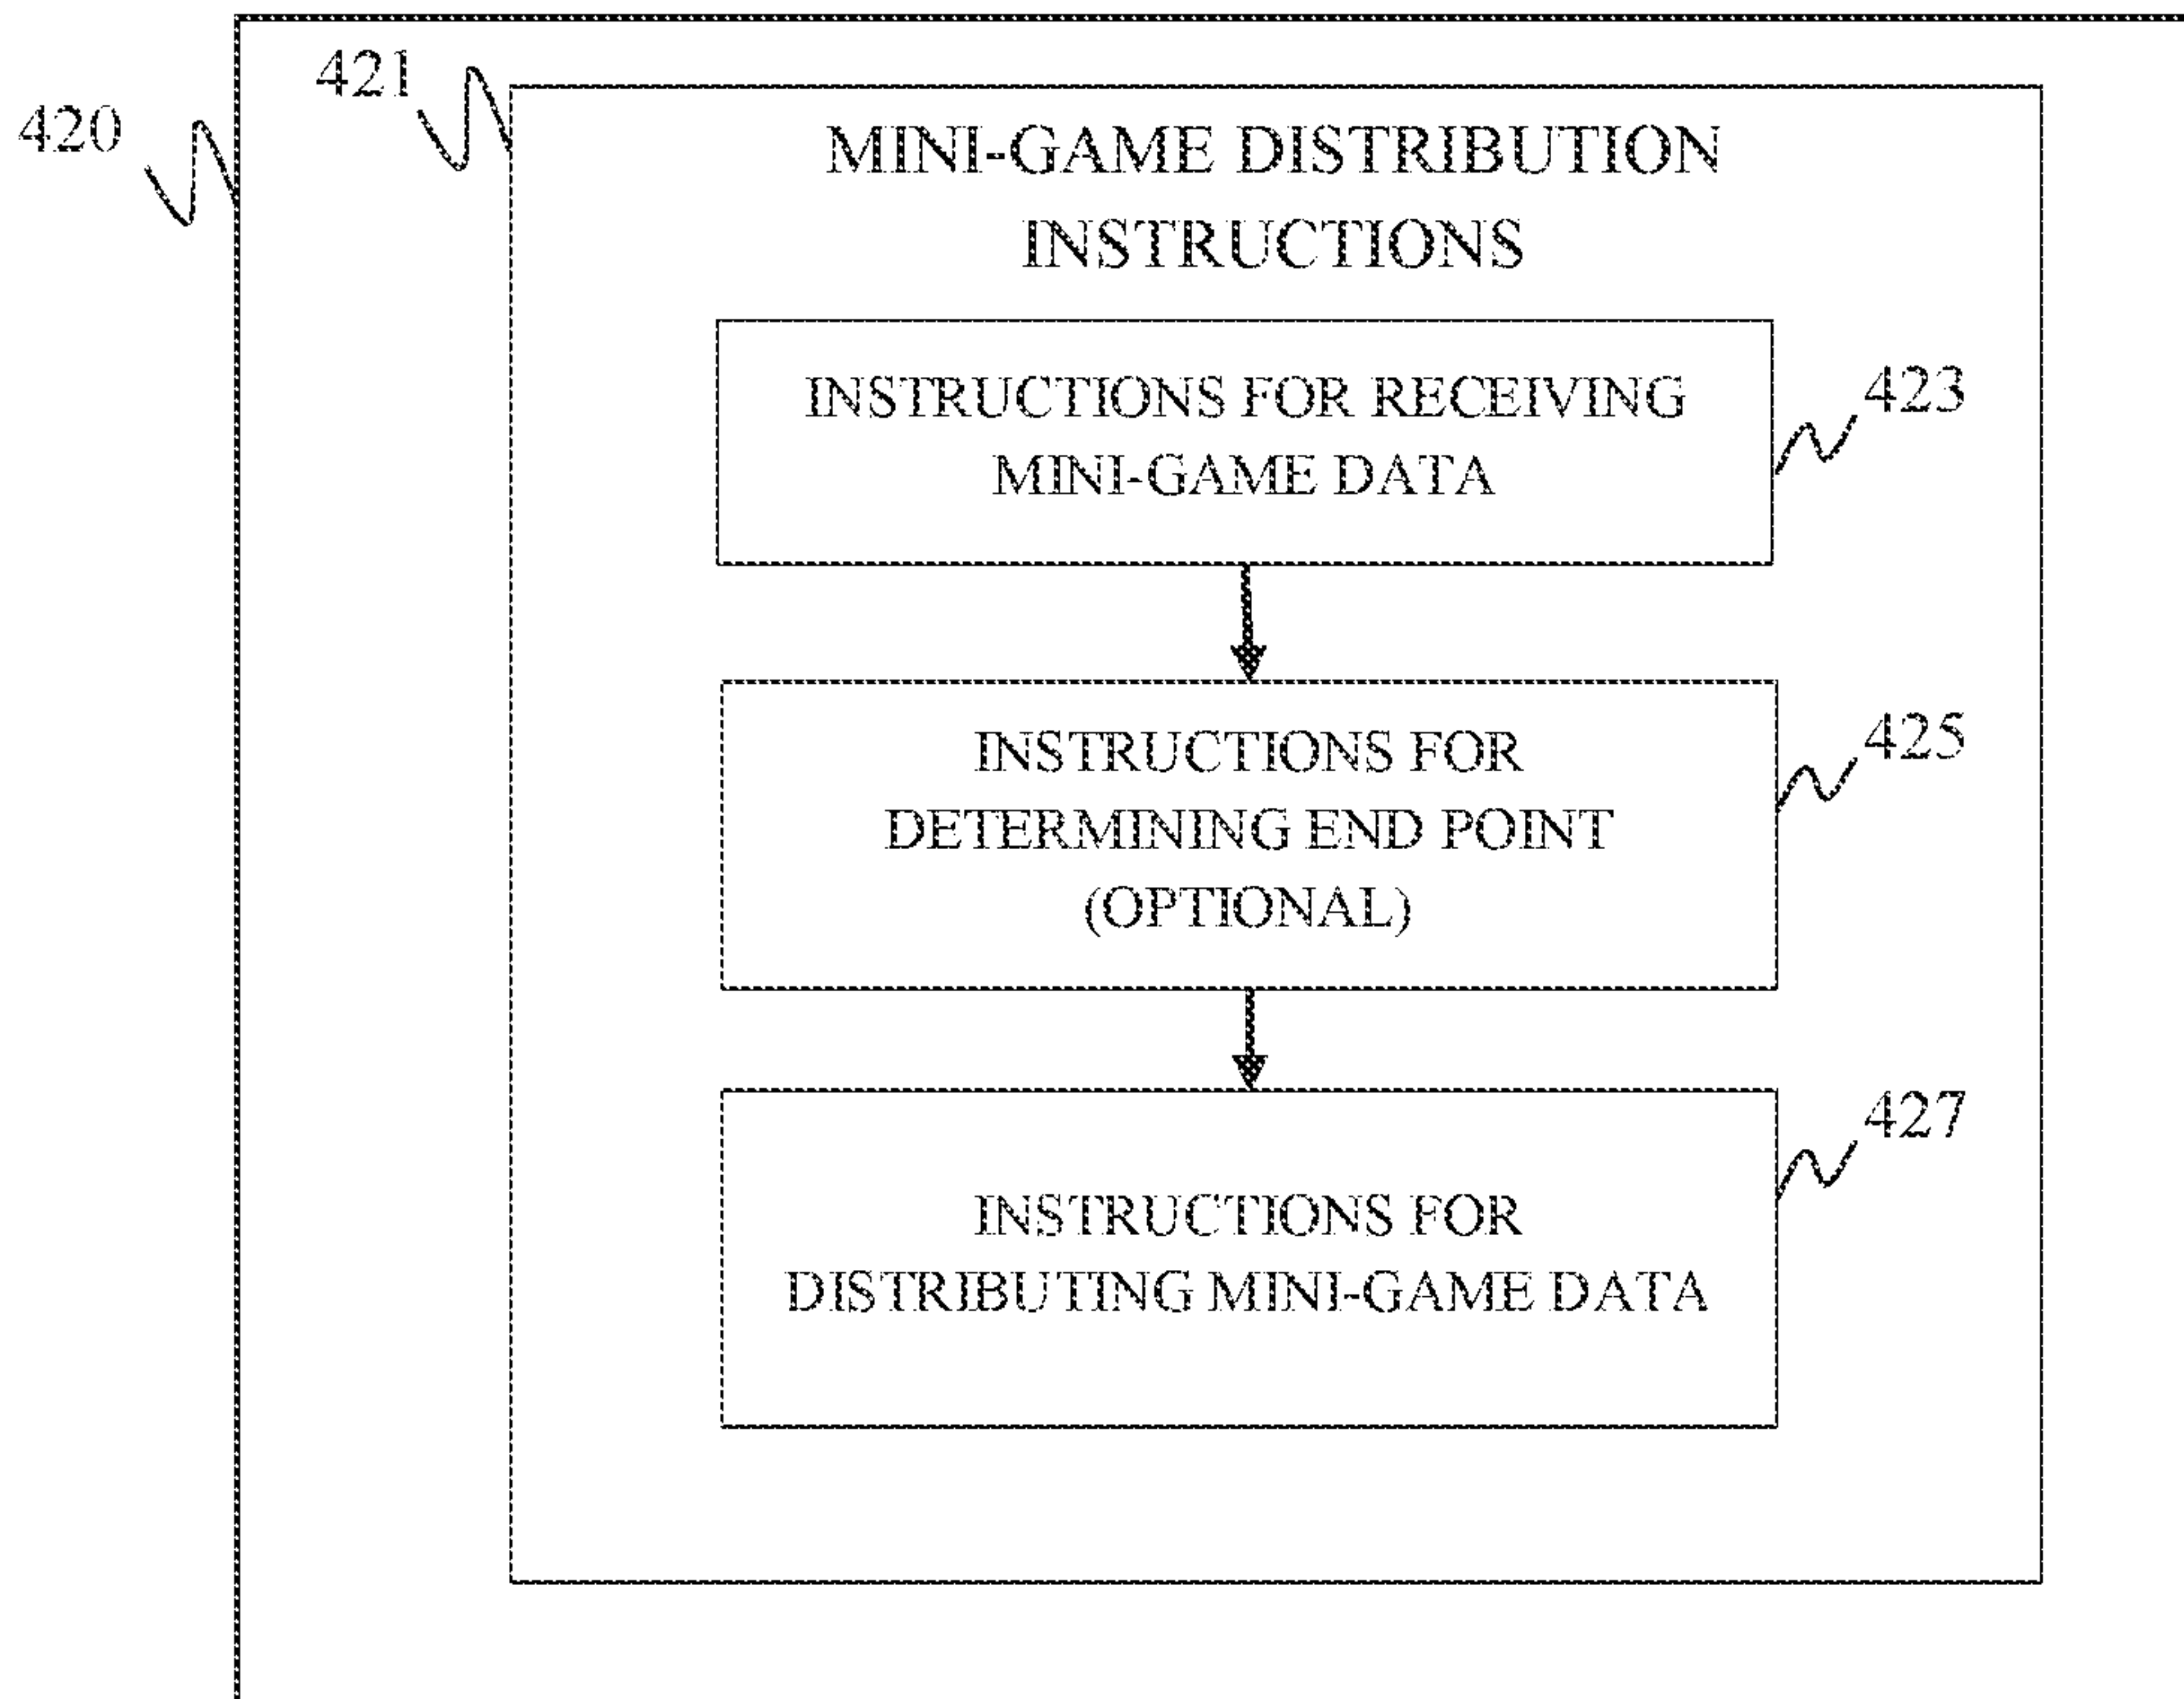 420
421
MINI-GAME DISTRIBUTION
INSTRUCTIONS
INSTRUCTIONS FOR RECEIVING
MINI-GAME DATA
423
INSTRUCTIONS FOR
DETERMINING END POINT
(OPTIONAL)
425
INSTRUCTIONS FOR
DISTRIBUTING MINI-GAME DATA
427